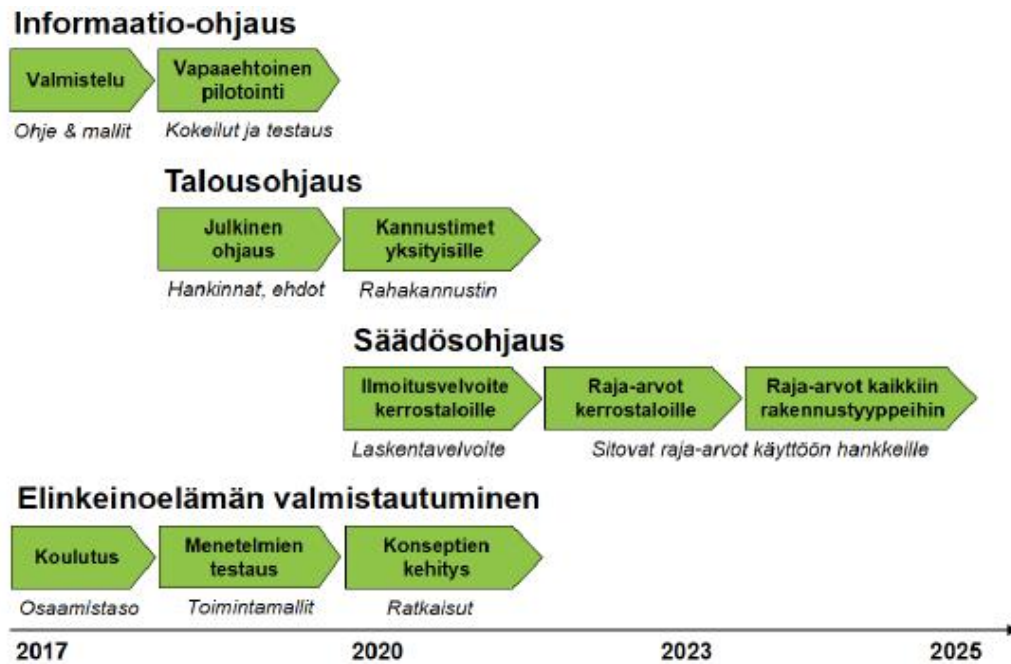 Informaatio-ohjaus
Valmistelu
Vapaaehtoinen
pilotointi
Ohje & mallit
Kokeilut ja testaus
Talousohjaus
Julkinen
ohjaus
Kannustimet
yksityisille
Hankinnat, ehdot
Rahakannustin
Säädösohjaus
Ilmoitusvelvoite
kerrostaloille
Raja-arvot
kerrostaloille
Raja-arvot kaikkiin
rakennustyyppeihin
Laskentavelvoite
Sitovat raja-arvot käyttöön hankkeille
Elinkeinoelämän valmistautuminen
Koulutus
Menetelmien
testaus
Konseptien
kehitys
Osaamistaso
Toimintamallit
Ratkaisut
2017
2020
2023
2025